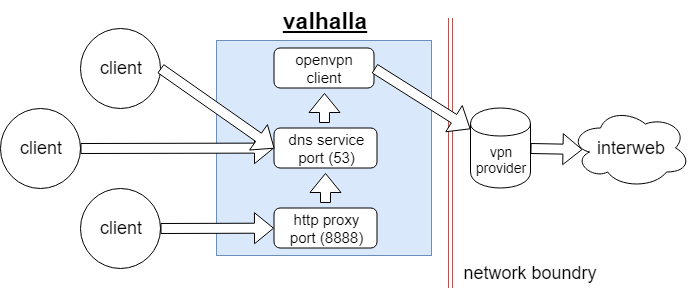 valhalla
client
openvpn
client
client
dns service
port (53)
vpn
provider
interweb
client
http proxy
port (8888)
network boundry